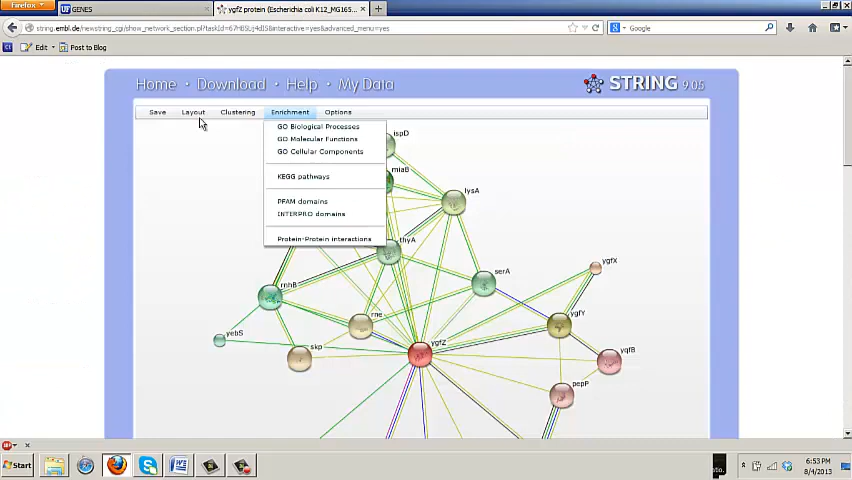 Firefox
UF GENES
ygfZ protein (Escherichia coli K12_MG165...
Google
Edit
Post to Blog
Home • Download • Help • My Data
STRING 9.05
Save
Layout
Clustering
Enrichment
Options
GO Biological Processes
GO Molecular Functions
GO Cellular Components
KEGG pathways
PFAM domains
INTERPRO domains
Protein-Protein interactions
ispD
miaB
lysA
thyA
serA
ygfX
rnhB
rne
ygfY
yebS
skp
ygfZ
yqfB
pepP
Start
6:53 PM
8/4/2013